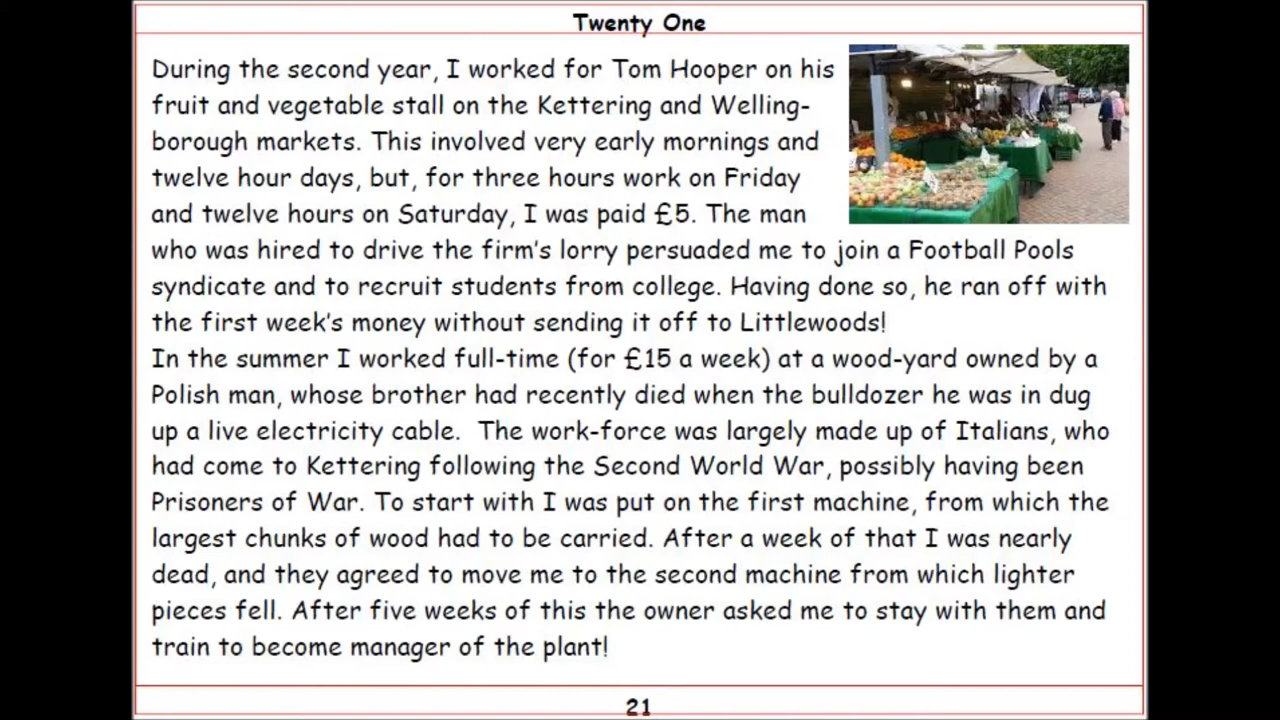 Twenty One
During the second year, I worked for Tom Hooper on his
fruit and vegetable stall on the Kettering and Welling-
borough markets. This involved very early mornings and
twelve hour days, but, for three hours work on Friday
and twelve hours on Saturday, I was paid £5. The man
who was hired to drive the firm's lorry persuaded me to join a Football Pools
syndicate and to recruit students from college. Having done so, he ran off with
the first week's money without sending it off to Littlewoods!
In the summer I worked full-time (for £15 a week) at a wood-yard owned by a
Polish man, whose brother had recently died when the bulldozer he was in dug
up a live electricity cable.  The work-force was largely made up of Italians, who
had come to Kettering following the Second World War, possibly having been
Prisoners of War. To start with I was put on the first machine, from which the
largest chunks of wood had to be carried. After a week of that I was nearly
dead, and they agreed to move me to the second machine from which lighter
pieces fell. After five weeks of this the owner asked me to stay with them and
train to become manager of the plant!
21